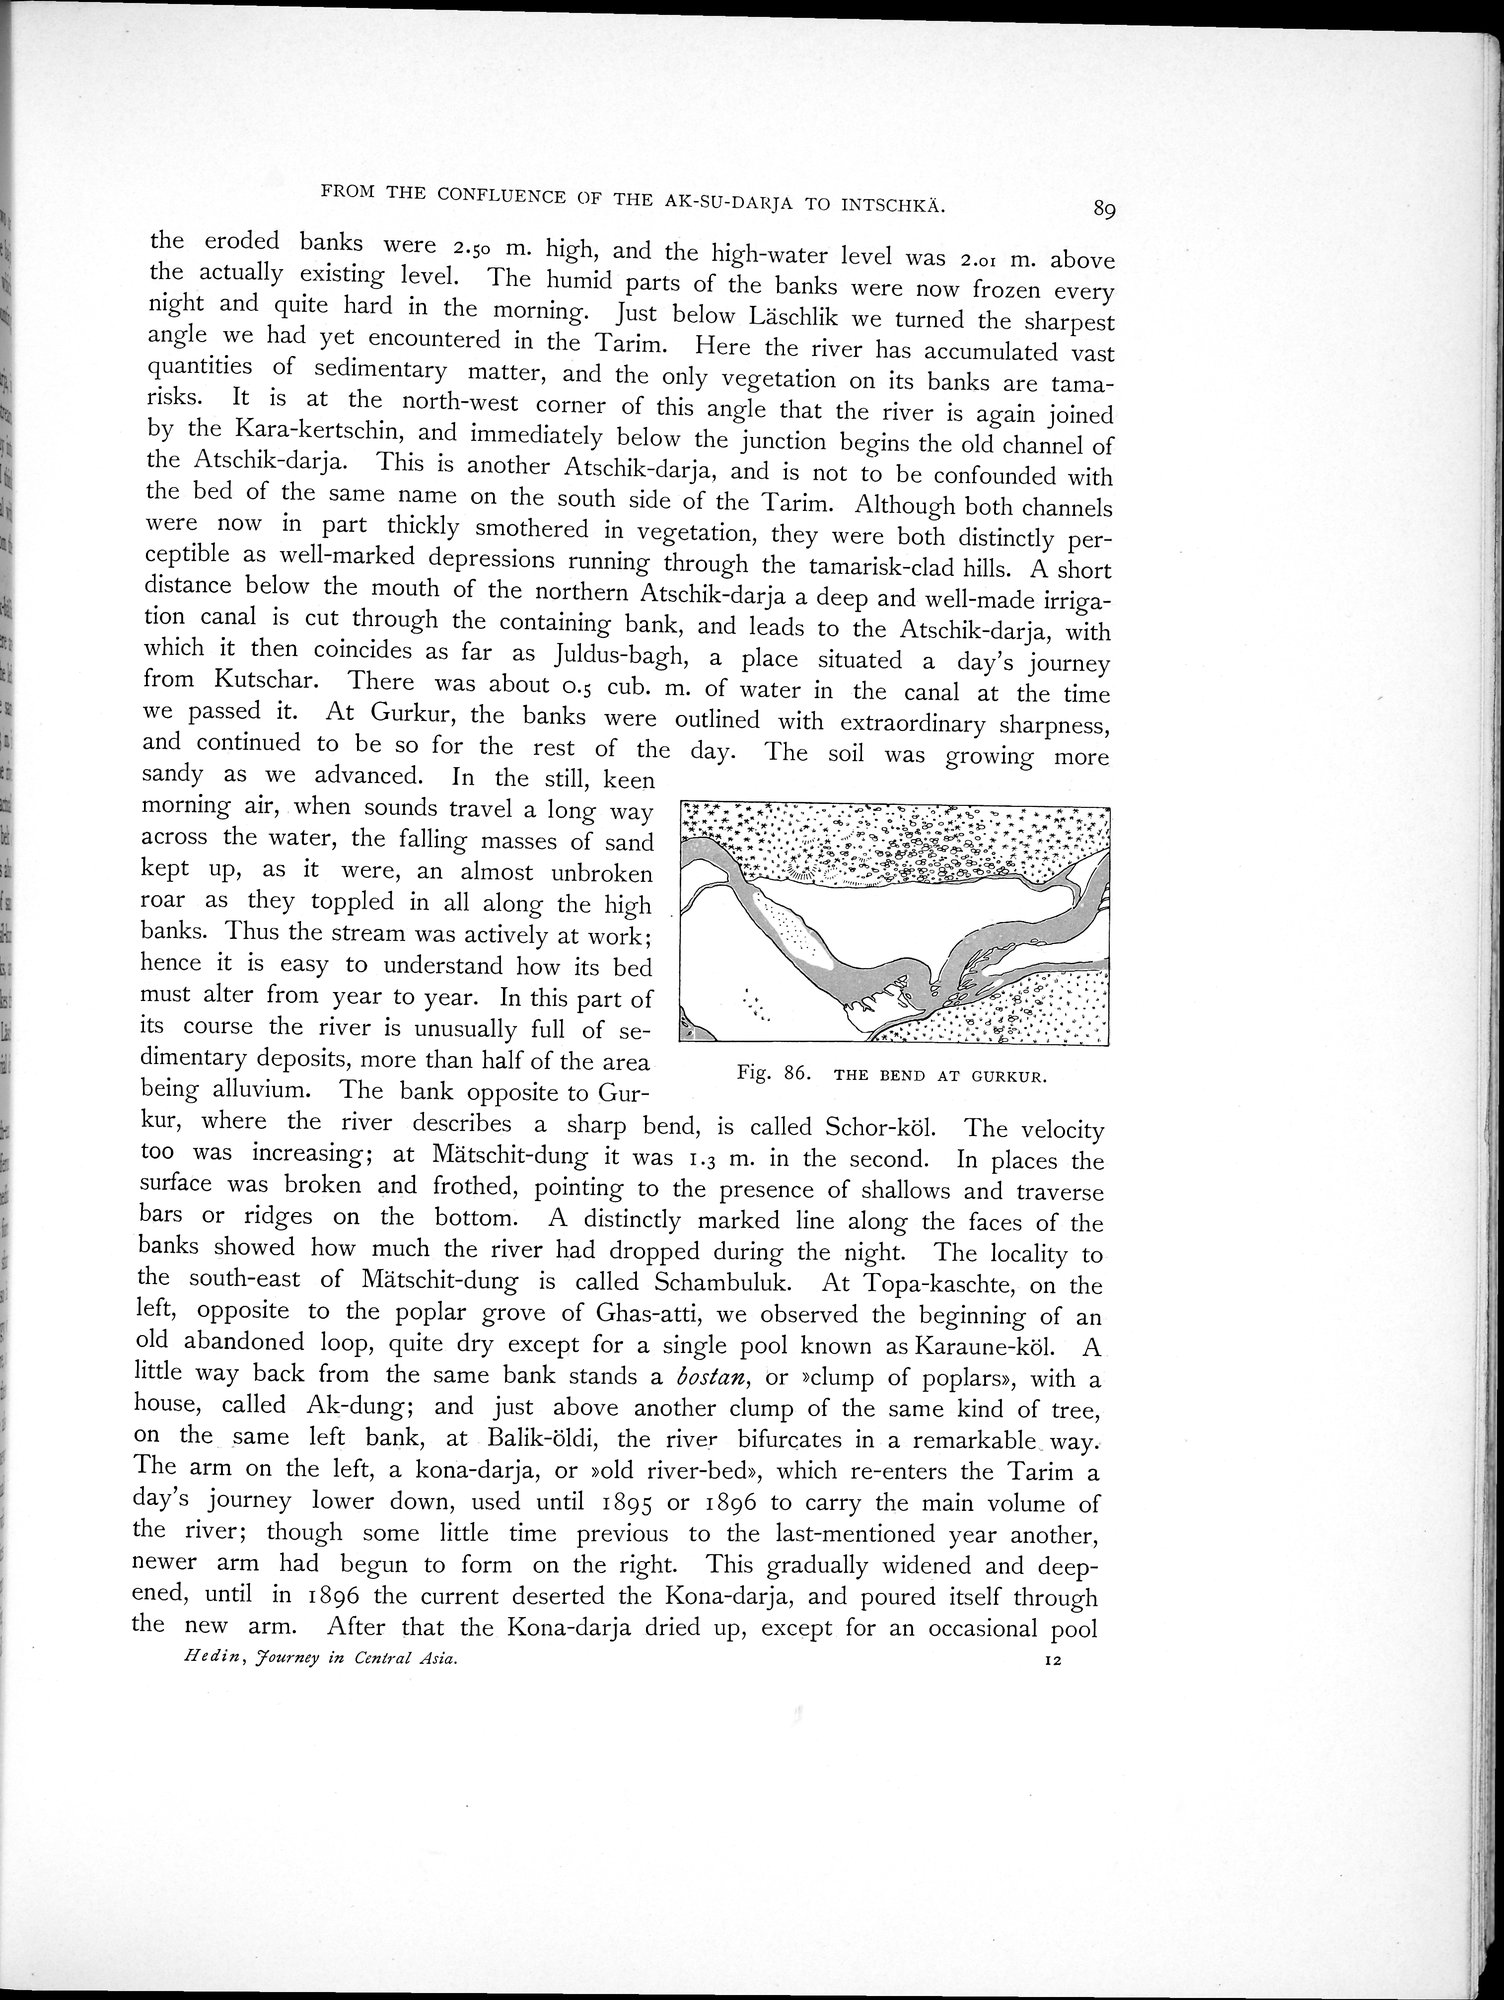 FROM THE CONFLUENCE OF THE AK-SU-DARJA TO INTSCHKÄ. 89
the eroded banks were 2.50 m. high, and the high-water level was 2.01 m. above
the actually existing level. The humid parts of the banks were now frozen every
night and quite hard in the morning. Just below Läschlik we turned the sharpest
angle we had yet encountered in the Tarim. Here the river has accumulated vast
quantities of sedimentary matter, and the only vegetation on its banks are tama-
risks. It is at the north-west corner of this angle that the river is again joined
by the Kara-kertschin, and immediately below the junction begins the old channel of
the Atschik-darja. This is another Atschik-darja, and is not to be confounded with
the bed of the same name on the south side of the Tarim. Although both channels
were now in part thickly smothered in vegetation, they were both distinctly per-
ceptible as well-marked depressions running through the tamarisk-clad hills. A short
distance below the mouth of the northern Atschik-darja a deep and well-made irriga-
tion canal is cut through the containing bank, and leads to the Atschik-darja, with
which it then coincides as far as Juldus-bagh, a place situated a day's journey
from Kutschar. There was about 0.5 cub. m. of water in the canal at the time
we passed it. At Gurkur, the banks were outlined with extraordinary sharpness,
and continued to be so for the rest of the day. The soil was growing more
sandy as we advanced. In the still, keen
morning air, when sounds travel a long way
across the water, the falling masses of sand
kept up, as it were, an almost unbroken
roar as they toppled in all along the high
banks. Thus the stream was actively at work;
hence it is easy to understand how its bed
must alter from year to year. In this part of
its course the river is unusually full of se-
dimentary deposits, more than half of the area
being alluvium. The bank opposite to Gur-
Fig. 86. THE BEND AT GURKUR.
kur, where the river describes a sharp bend, is called Schor-köl. The velocity
too was increasing; at Mätschit-dung it was 1.3 m. in the second. In places the
surface was broken and frothed, pointing to the presence of shallows and traverse
bars or ridges on the bottom. A distinctly marked line along the faces of the
banks showed how much the river had dropped during the night. The locality to
the south-east of Mätschit-dung is called Schambuluk. At Topa-kaschte, on the
left, opposite to the poplar grove of Ghas-atti, we observed the beginning of an
old abandoned loop, quite dry except for a single pool known as Karaune-köl. A
little way back from the same bank stands a bostan, or »clump of poplars», with a
house, called Ak-dung; and just above another clump of the same kind of tree,
on the same left bank, at Balik-öldi, the river bifurcates in a remarkable way.
The arm on the left, a kona-darja, or »old river-bed», which re-enters the Tarim a
day's journey lower down, used until 1895 or 1896 to carry the main volume of
the river; though some little time previous to the last-mentioned year another,
newer arm had begun to form on the right. This gradually widened and deep-
ened, until in 1896 the current deserted the Kona-darja, and poured itself through
the new arm. After that the Kona-darja dried up, except for an occasional pool
Hedin, Journey in Central Asia. 12